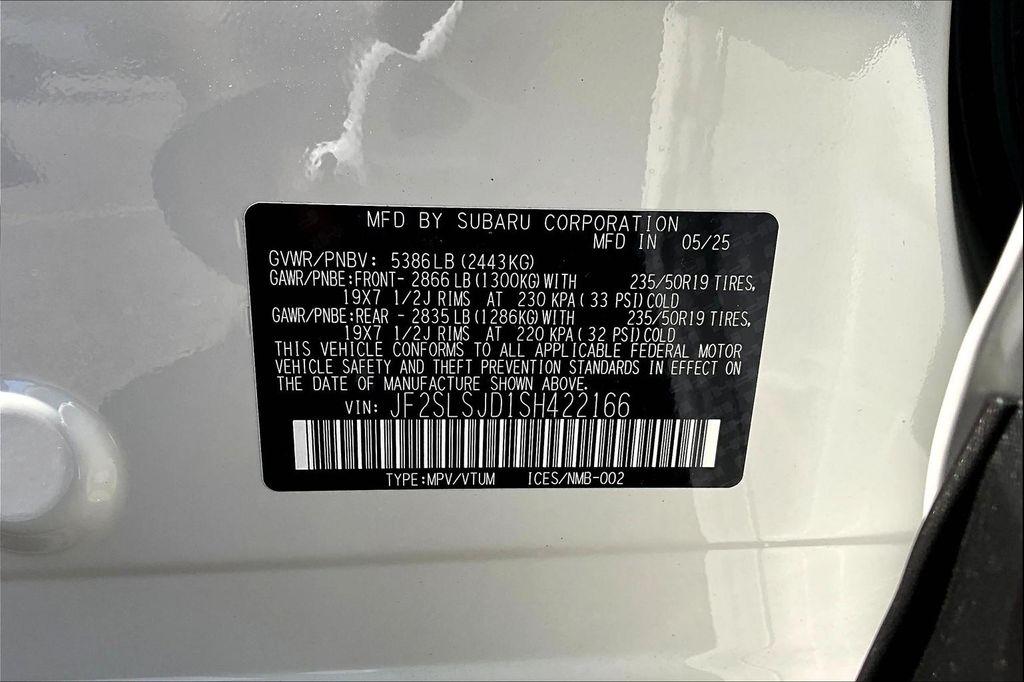 MFD BY SUBARU CORPORATION
MFD IN 05/25
GVWR/PNBV: 5386LB(2443KG)
GAWR/PNBE:FRONT- 2866LB(1300KG)WITH 235/50R19 TIRES,
19X7 1/2J RIMS AT 230 KPA(33 PSI)COLD
GAWR/PNBE:REAR - 2835LB(1286KG)WITH 235/50R19 TIRES,
19X7 1/2J RIMS AT 220 KPA(32 PSI)COLD
THIS VEHICLE CONFORMS TO ALL APPLICABLE FEDERAL MOTOR
VEHICLE SAFETY AND THEFT PREVENTION STANDARDS IN EFFECT ON
THE DATE OF MANUFACTURE SHOWN ABOVE.
VIN: JF2SLSJD1SH422166
TYPE:MPV/VTUM ICES/NMB-002